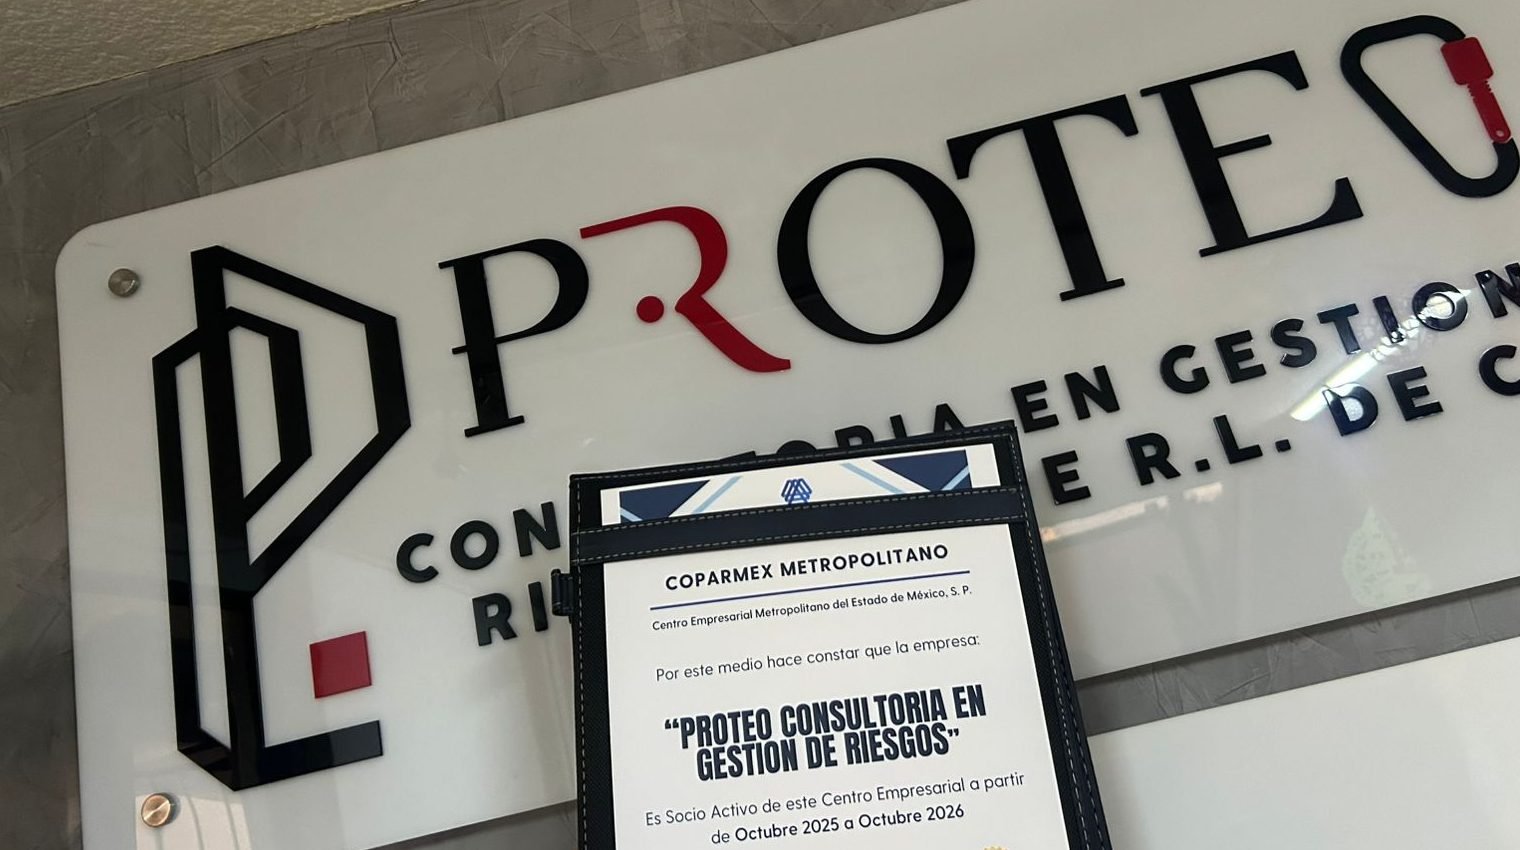 PROTEO
EN GESTION
R.L. DE
COPARMEX METROPOLITANO
Centro Empresarial Metropolitano del Estado de México, S. P.
Por este medio hace constar que la empresa:
“PROTEO CONSULTORIA EN
GESTION DE RIESGOS”
Es Socio Activo de este Centro Empresarial a partir
de Octubre 2025 a Octubre 2026